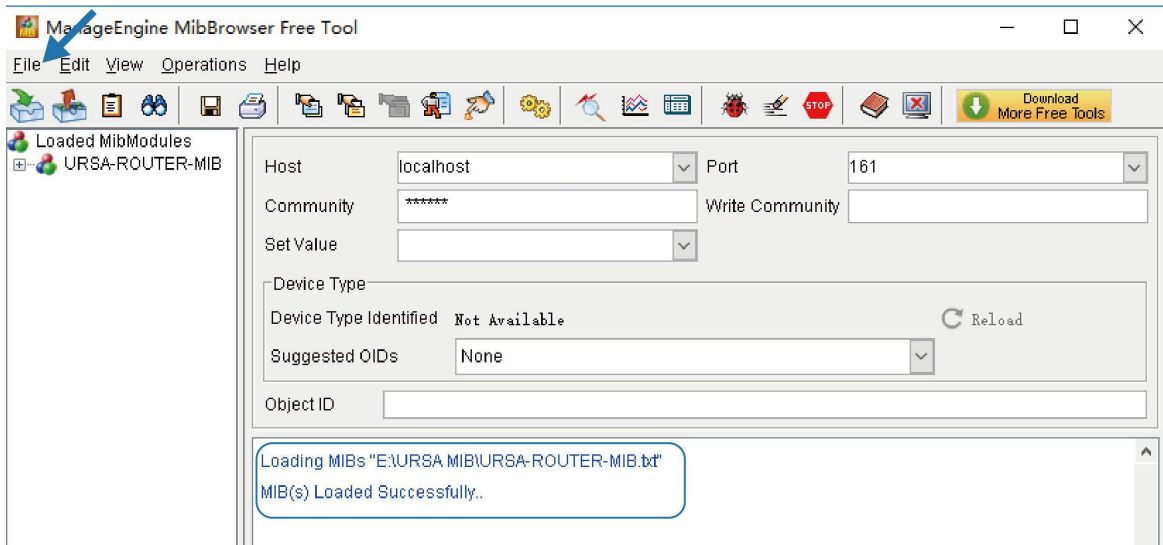 ManageEngine MibBrowser Free Tool
File Edit View Operations Help
STOP
Download
More Free Tools
Loaded MibModules
URSA-ROUTER-MIB
Host localhost Port 161
Community ****** Write Community
Set Value
Device Type
Device Type Identified Not Available Reload
Suggested OIDs None
Object ID
Loading MIBs "E:\URSA MIB\URSA-ROUTER-MIB.txt"
MIB(s) Loaded Successfully..